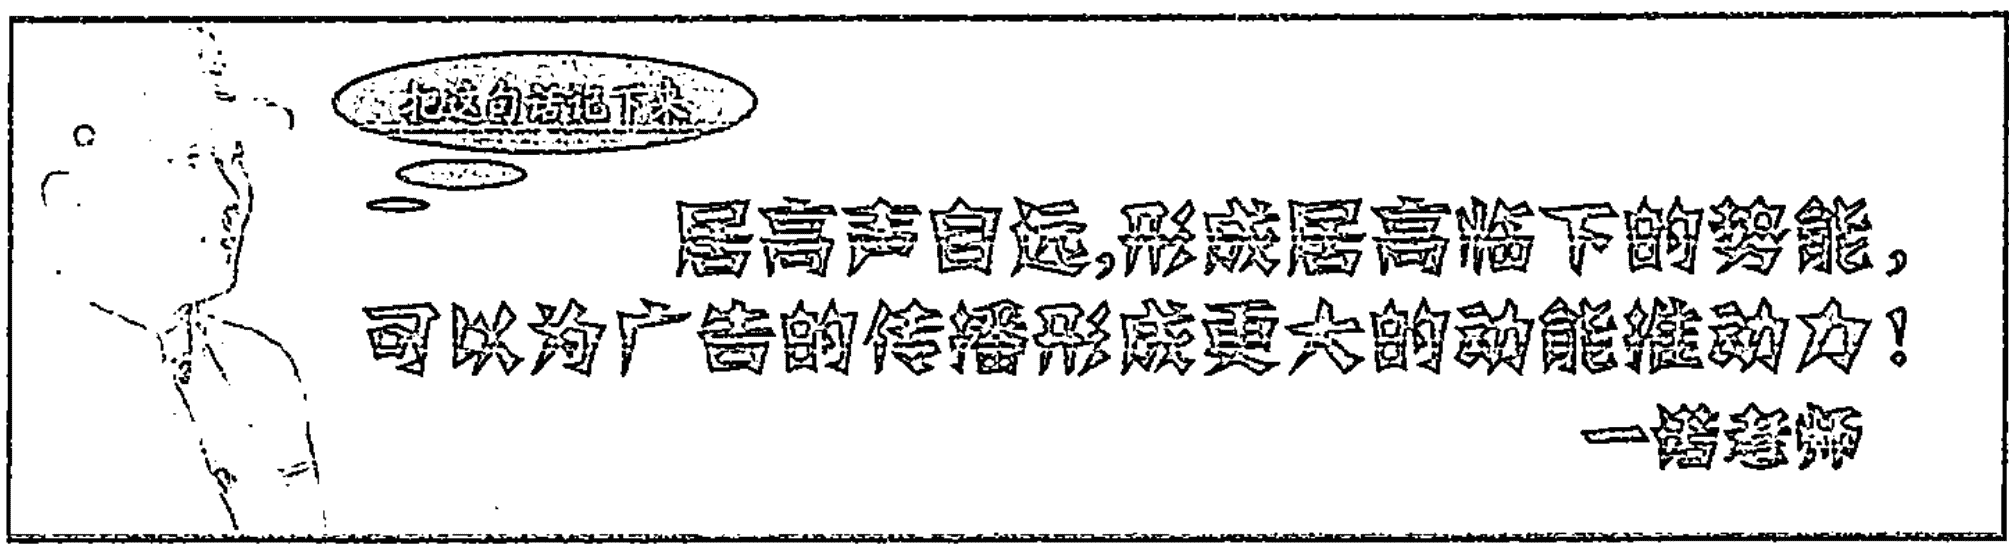 把这句话记下来
居高声自远,形成居高临下的势能,
可以为广告的传播形成更大的动能推动力!
一諾老师